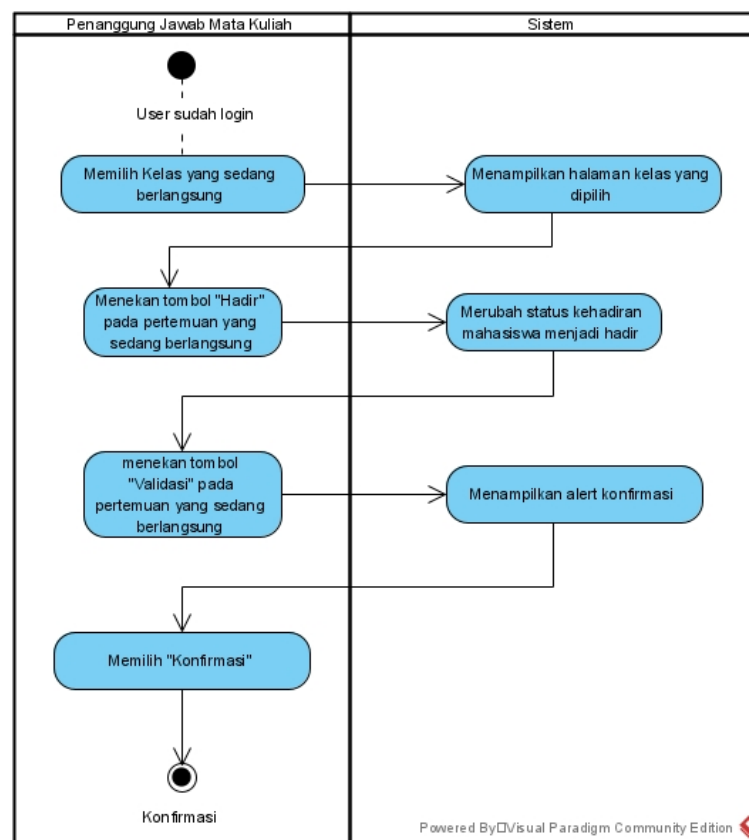 Penanggung Jawab Mata Kuliah
Sistem
User sudah login
Memilih Kelas yang sedang
berlangsung
Menampilkan halaman kelas yang
dipilih
Menekan tombol "Hadir"
pada pertemuan yang
sedang berlangsung
Merubah status kehadiran
mahasiswa menjadi hadir
menekan tombol
"Validasi" pada
pertemuan yang sedang
berlangsung
Menampilkan alert konfirmasi
Memilih "Konfirmasi"
Konfirmasi
Powered By□Visual Paradigm Community Edition